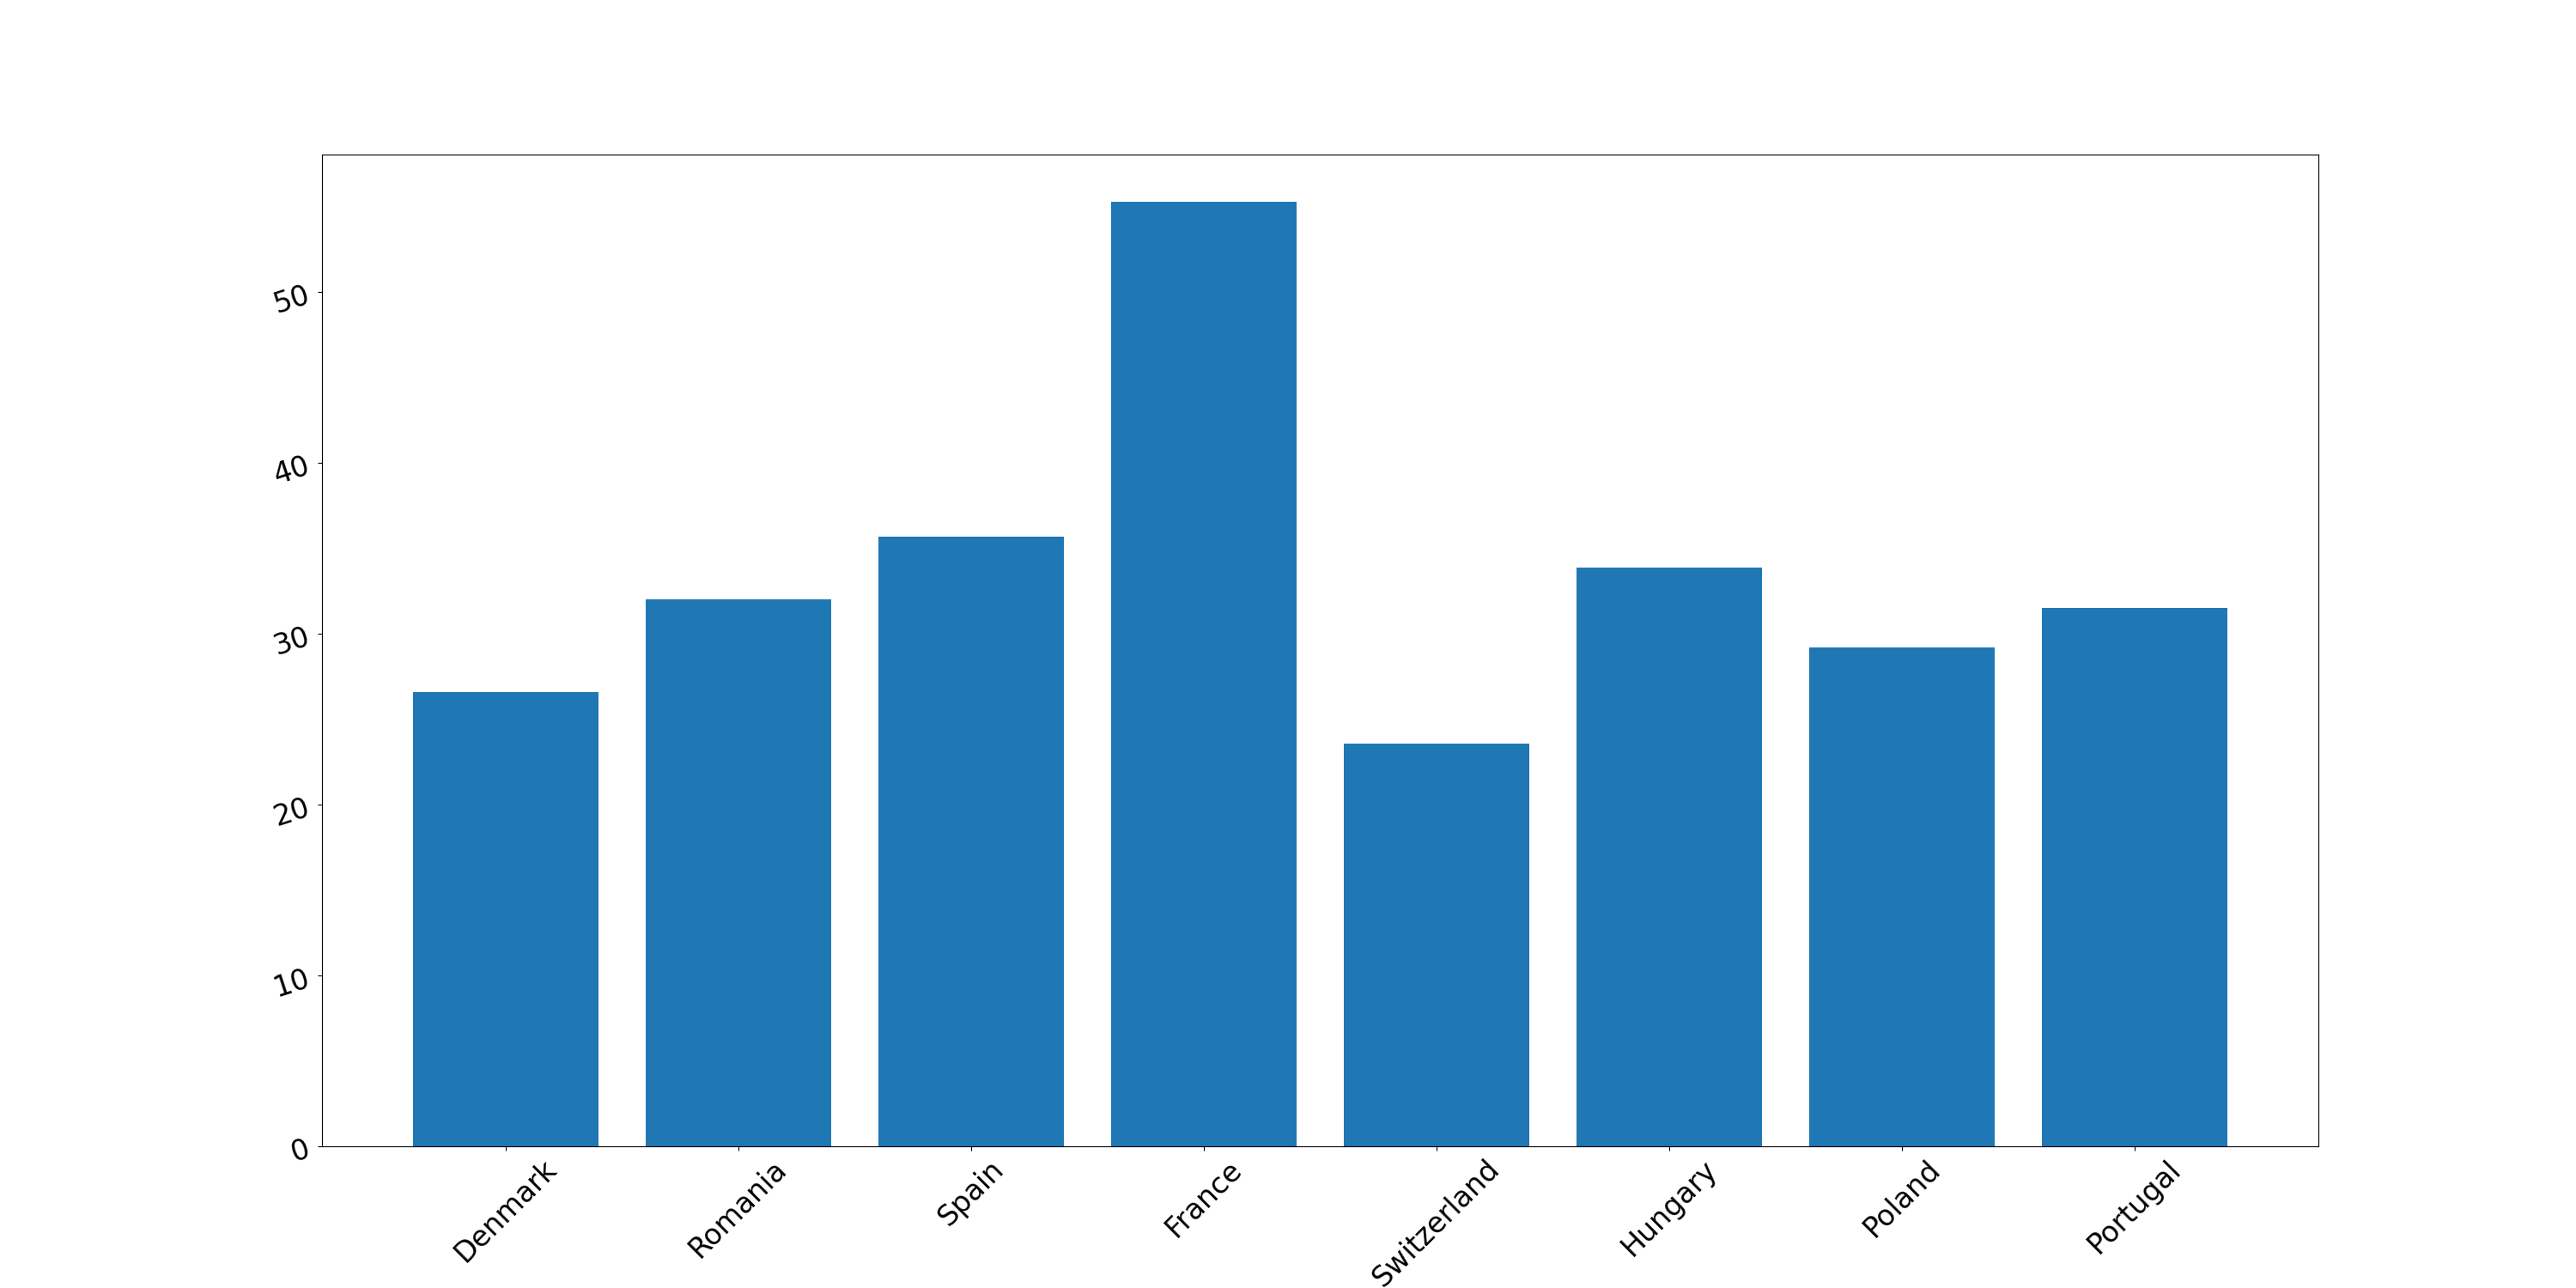 50
40
30
20
10
0
Denmark
Romania
Spain
France
Switzerland
Hungary
Poland
Portugal